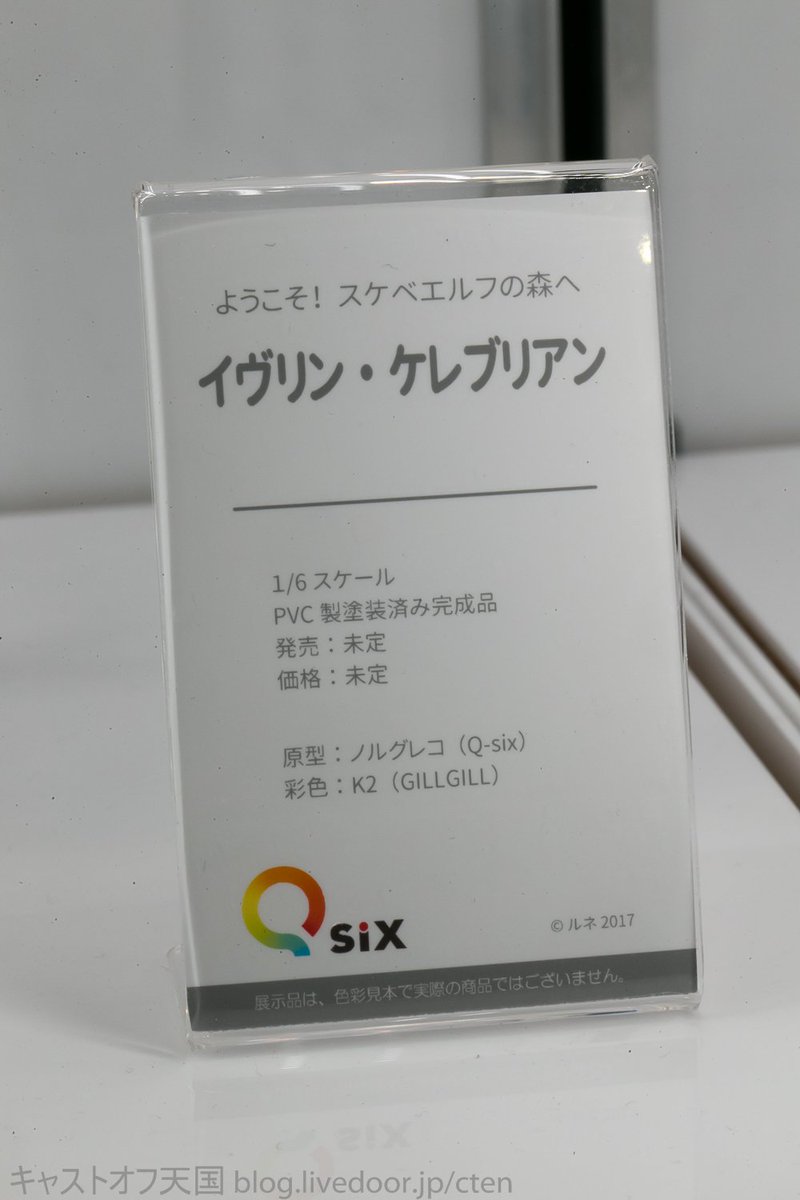 ようこそ！スケベエルフの森へ
イヴリン・ケレブリアン
1/6 スケール
PVC 製塗装済み完成品
発売：未定
価格：未定
原型：ノルグレコ（Q-six）
彩色：K2（GILLGILL）
Q siX
© ルネ 2017
展示品は、色彩見本で実際の商品ではございません。
キャストオフ天国 blog.livedoor.jp/cten